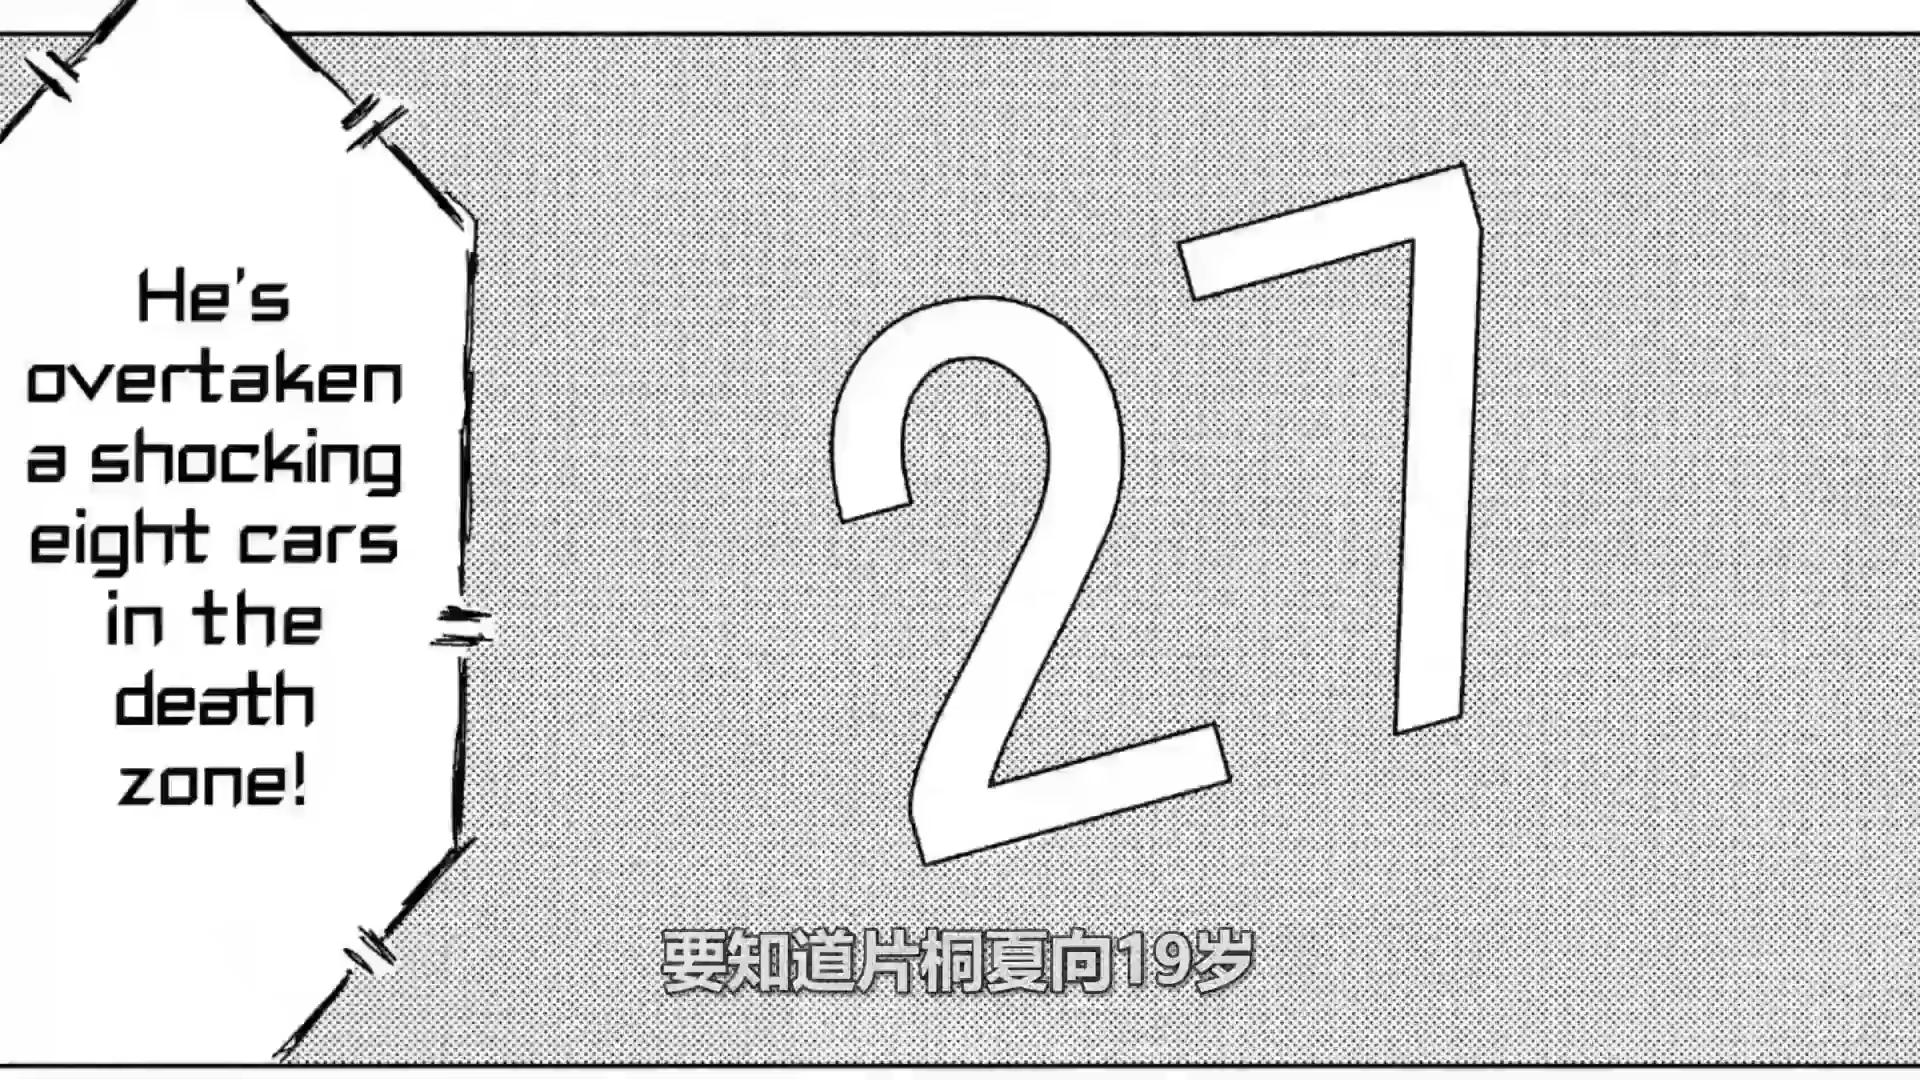 He's
overtaken
a shocking
eight cars
in the
death
zone!
27
要知道片桐夏向19岁